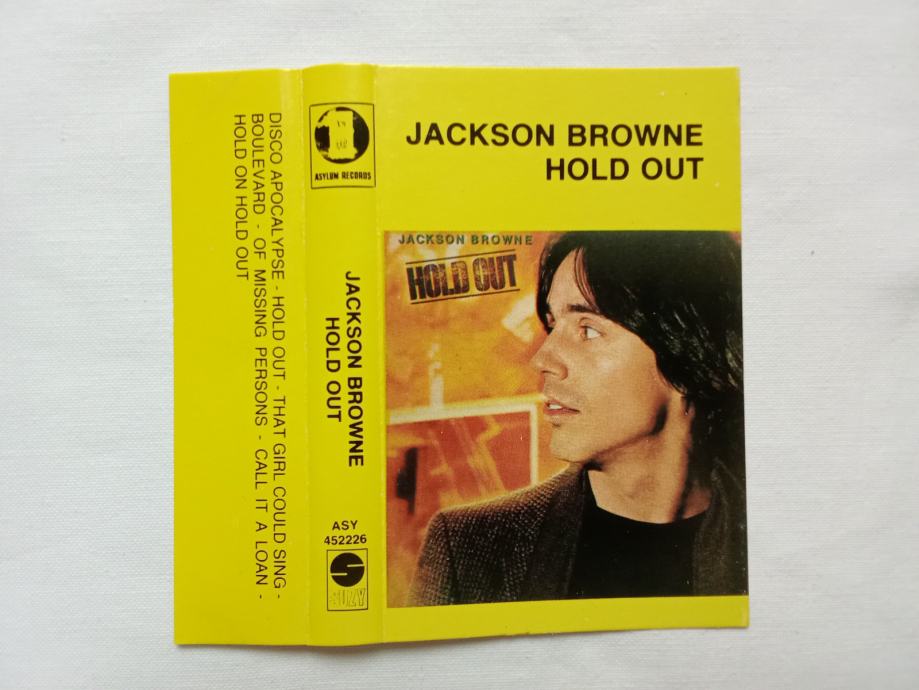 DISCO APOCALYPSE - HOLD OUT - THAT GIRL COULD SING -
BOULEVARD - OF MISSING PERSONS - CALL IT A LOAN -
HOLD ON HOLD OUT
ASYLUM RECORDS
JACKSON BROWNE
HOLD OUT
ASY
452226
SUZY
JACKSON BROWNE
HOLD OUT
JACKSON BROWNE
HOLD OUT